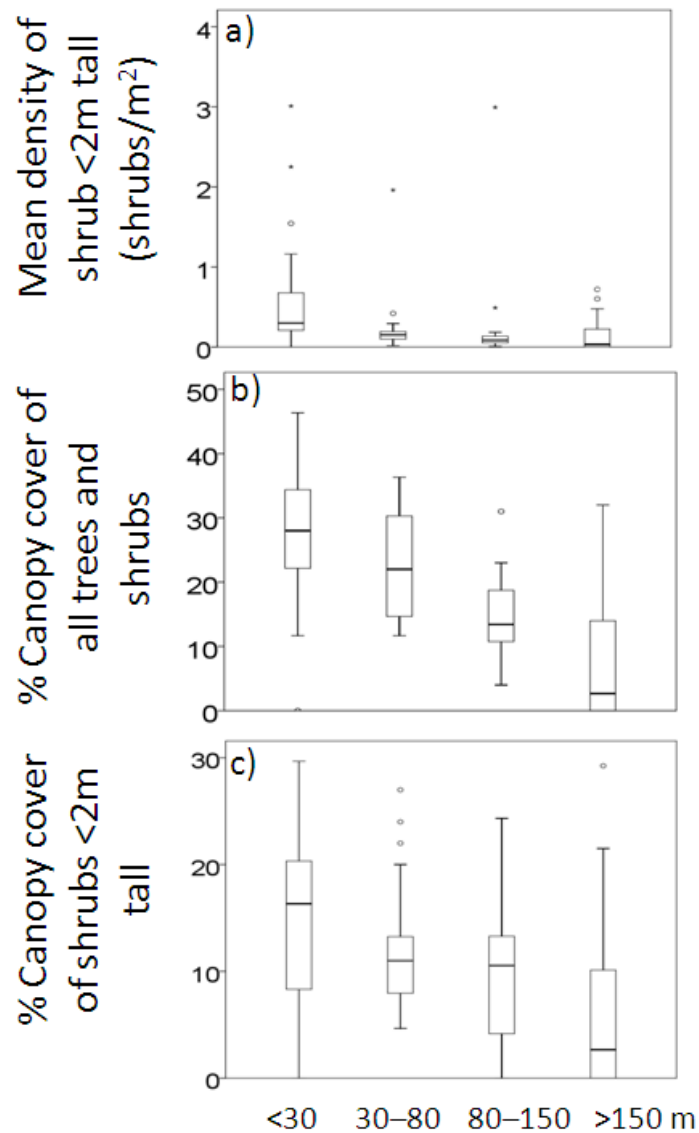 Mean density of
shrub <2m tall
(shrubs/m²)
a)
4
3
2
1
0
% Canopy cover of
all trees and
shrubs
b)
50
40
30
20
10
0
% Canopy cover
of shrubs <2m
tall
c)
30
20
10
0
<30 30–80 80–150 >150 m